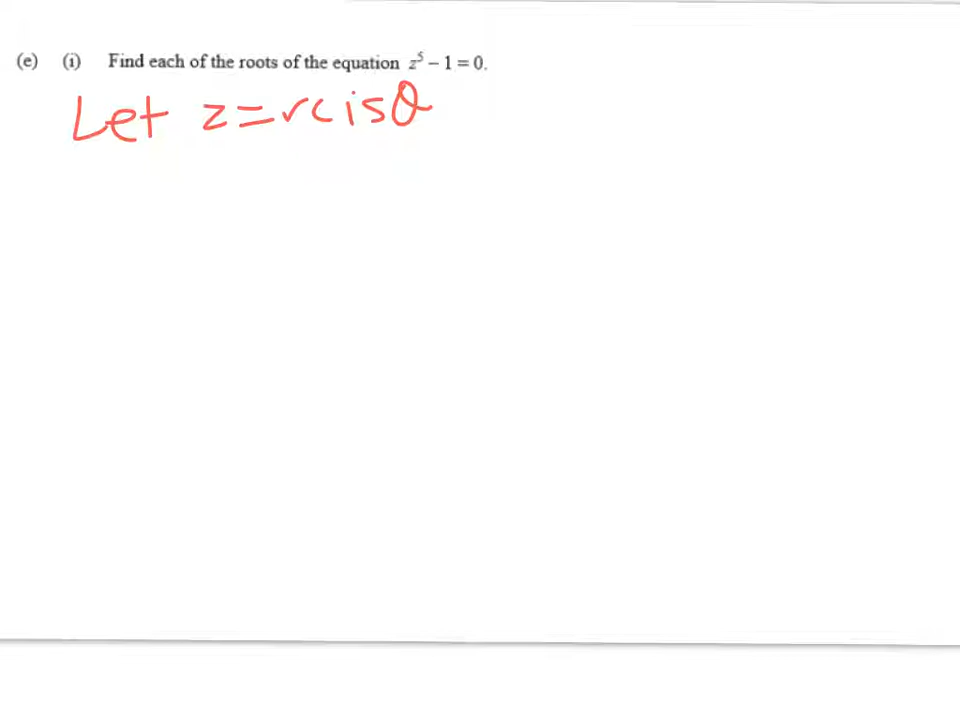 (e) (i) Find each of the roots of the equation z⁵ – 1 = 0.
Let z=rcisθ